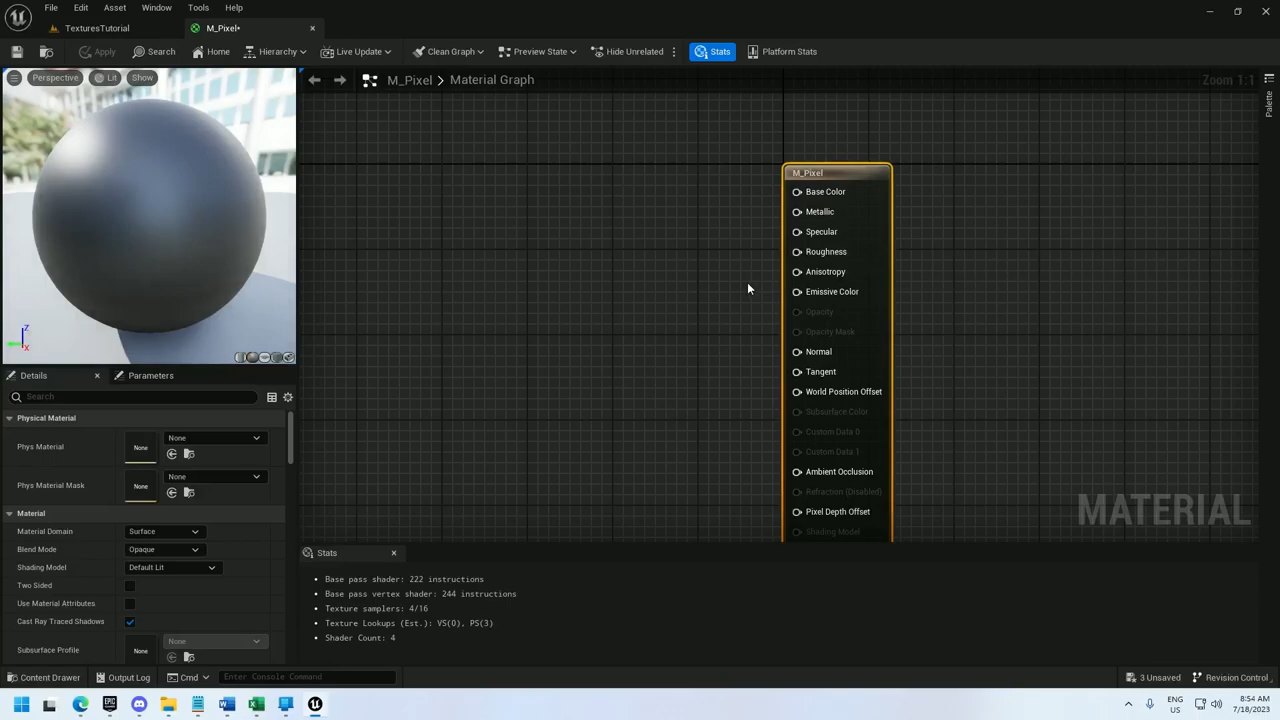 File Edit Asset Window Tools Help
TexturesTutorial
M_Pixel*
Apply Search Home Hierarchy Live Update Clean Graph Preview State Hide Unrelated Stats Platform Stats
Perspective Lit Show
M_Pixel > Material Graph
Zoom 1:1
Palette
M_Pixel
Base Color
Metallic
Specular
Roughness
Anisotropy
Emissive Color
Opacity
Opacity Mask
Normal
Tangent
World Position Offset
Subsurface Color
Custom Data 0
Custom Data 1
Ambient Occlusion
Refraction (Disabled)
Pixel Depth Offset
Shading Model
MATERIAL
Z
X
Details Parameters
Search
Physical Material
Phys Material None None
Phys Material Mask None None
Material
Material Domain Surface
Blend Mode Opaque
Shading Model Default Lit
Two Sided
Use Material Attributes
Cast Ray Traced Shadows
Subsurface Profile None None
Stats
Base pass shader: 222 instructions
Base pass vertex shader: 244 instructions
Texture samplers: 4/16
Texture Lookups (Est.): VS(0), PS(3)
Shader Count: 4
Content Drawer Output Log Cmd Enter Console Command 3 Unsaved Revision Control
ENG
US
8:54 AM
7/18/2023